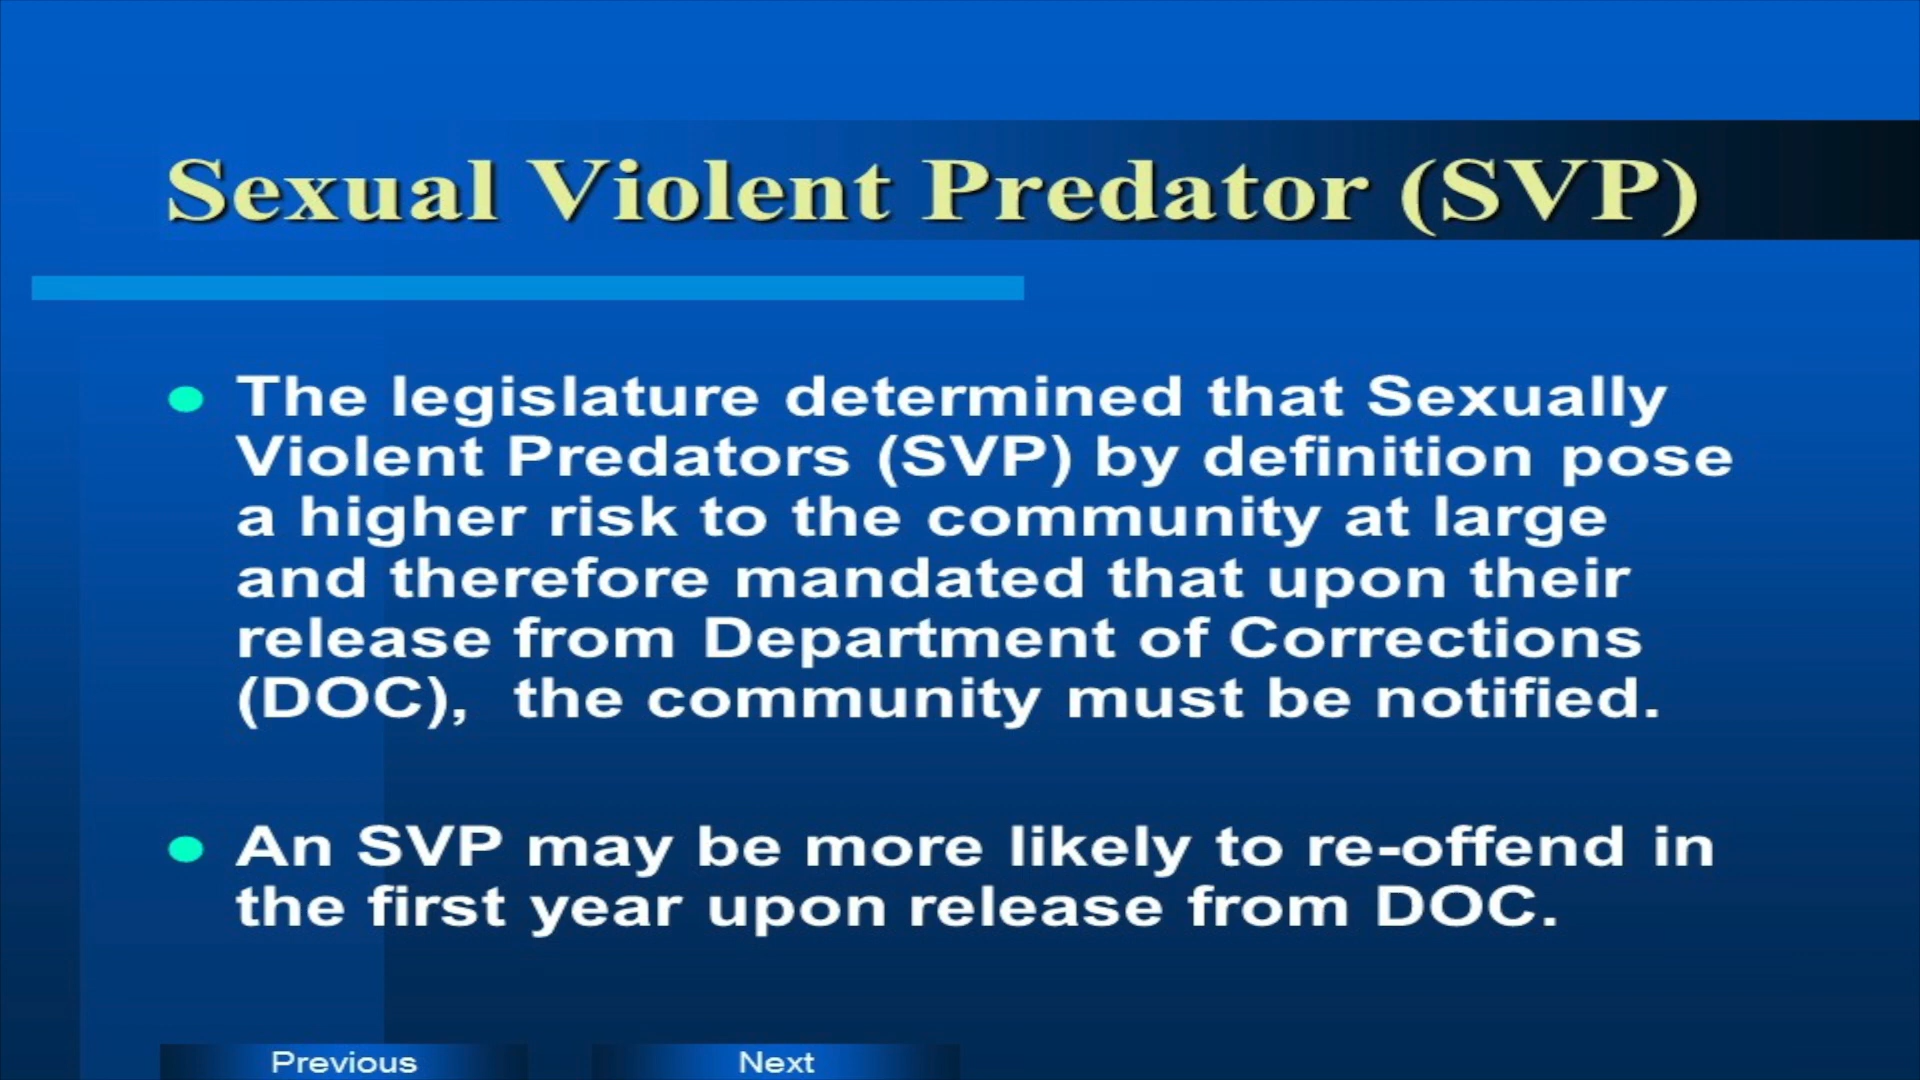 Sexual Violent Predator (SVP)
The legislature determined that Sexually
Violent Predators (SVP) by definition pose
a higher risk to the community at large
and therefore mandated that upon their
release from Department of Corrections
(DOC), the community must be notified.
An SVP may be more likely to re-offend in
the first year upon release from DOC.
Previous
Next